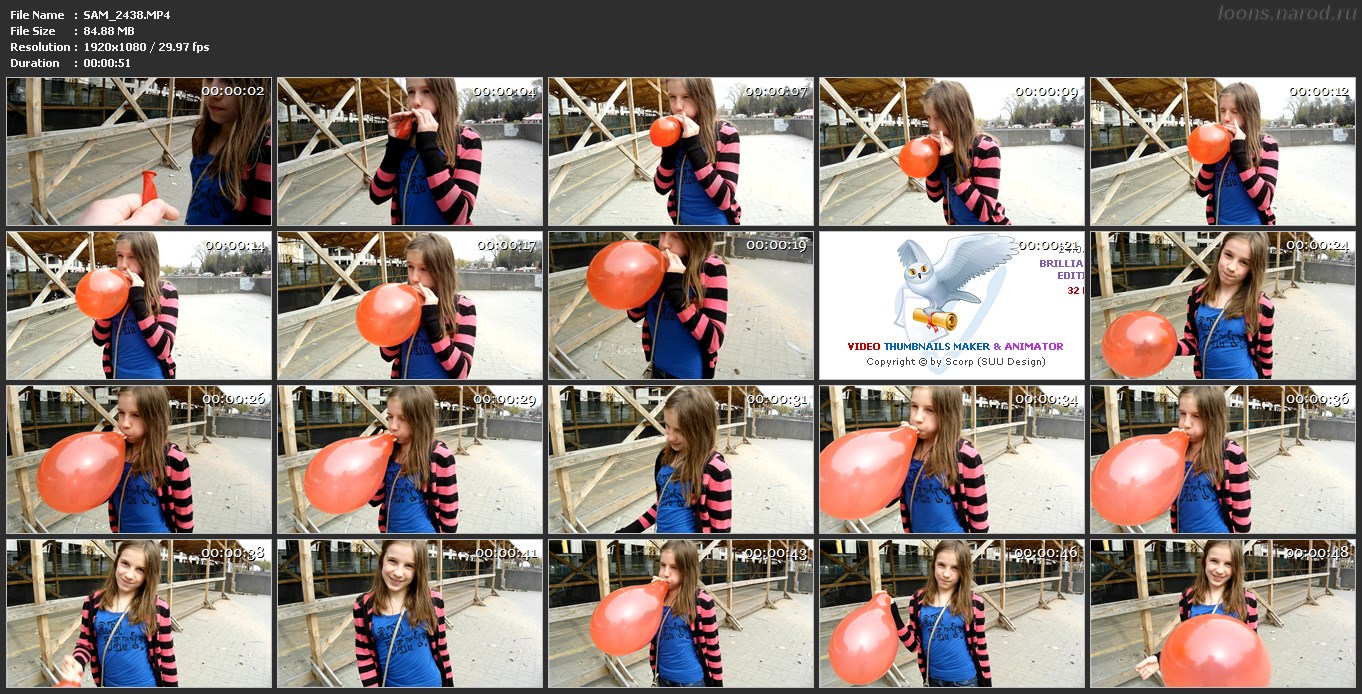 File Name : SAM_2438.MP4
loons.narod.ru
File Size : 84.88 MB
Resolution : 1920x1080 / 29.97 fps
Duration : 00:00:51
00:00:02
00:00:04
00:00:07
00:00:09
00:00:12
00:00:14
00:00:17
00:00:19
00:00:21
00:00:24
BRILLIA
EDITI
32
VIDEO THUMBNAILS MAKER & ANIMATOR
Copyright © by Scorp (SUU Design)
00:00:26
00:00:29
00:00:31
00:00:34
00:00:36
00:00:38
00:00:41
00:00:43
00:00:46
00:00:48